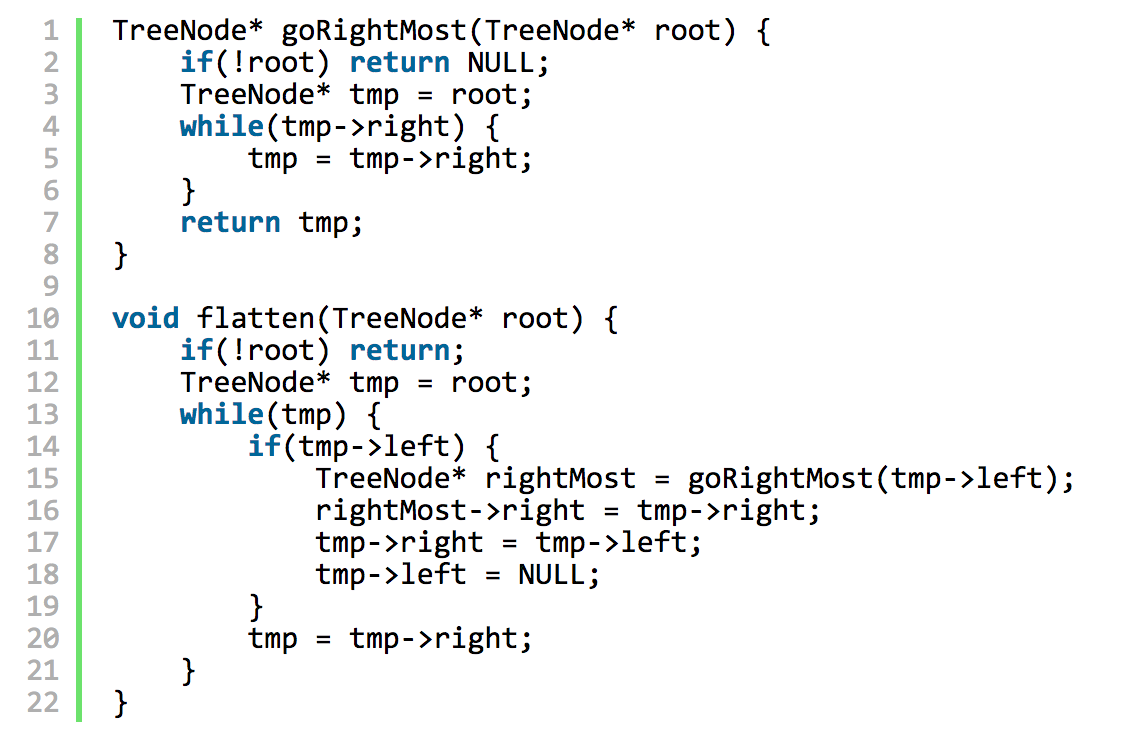 1 TreeNode* goRightMost(TreeNode* root) {
2     if(!root) return NULL;
3     TreeNode* tmp = root;
4     while(tmp->right) {
5         tmp = tmp->right;
6     }
7     return tmp;
8 }
9
10 void flatten(TreeNode* root) {
11     if(!root) return;
12     TreeNode* tmp = root;
13     while(tmp) {
14         if(tmp->left) {
15             TreeNode* rightMost = goRightMost(tmp->left);
16             rightMost->right = tmp->right;
17             tmp->right = tmp->left;
18             tmp->left = NULL;
19         }
20         tmp = tmp->right;
21     }
22 }